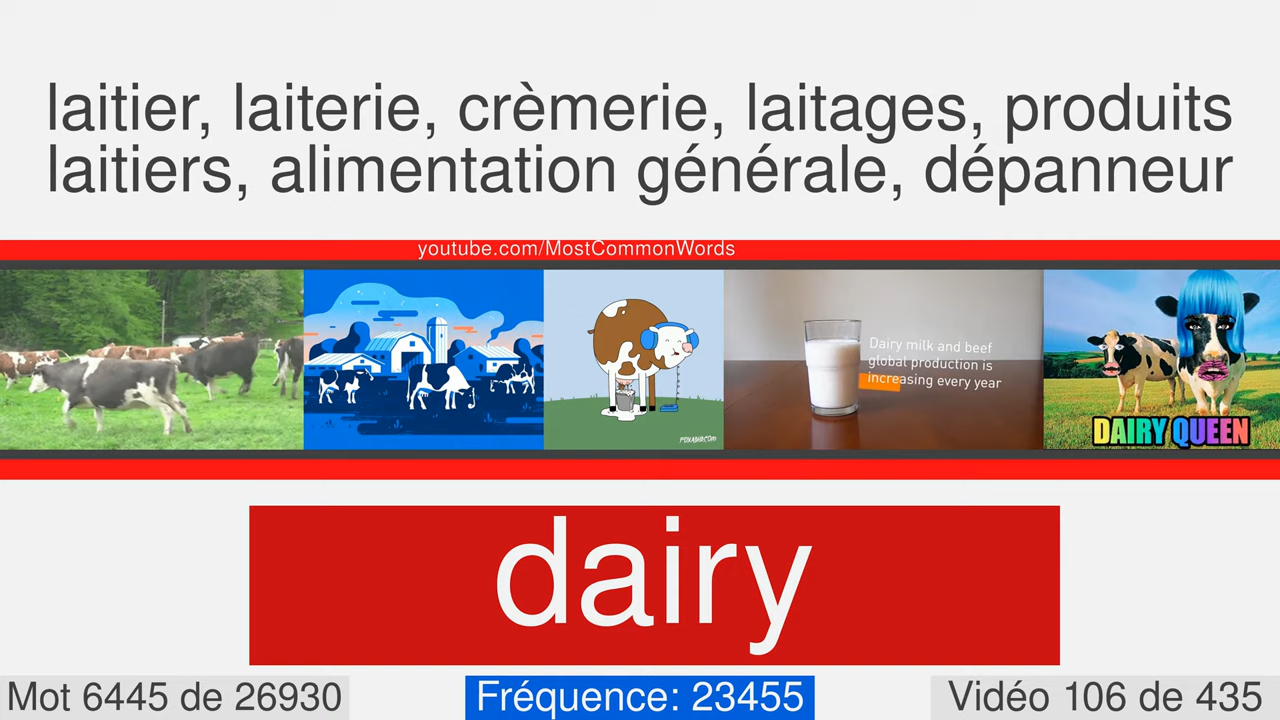 laitier, laiterie, crèmerie, laitages, produits
laitiers, alimentation générale, dépanneur
youtube.com/MostCommonWords
Dairy milk and beef
global production is
increasing every year
DAIRY QUEEN
dairy
Mot 6445 de 26930
Fréquence: 23455
Vidéo 106 de 435